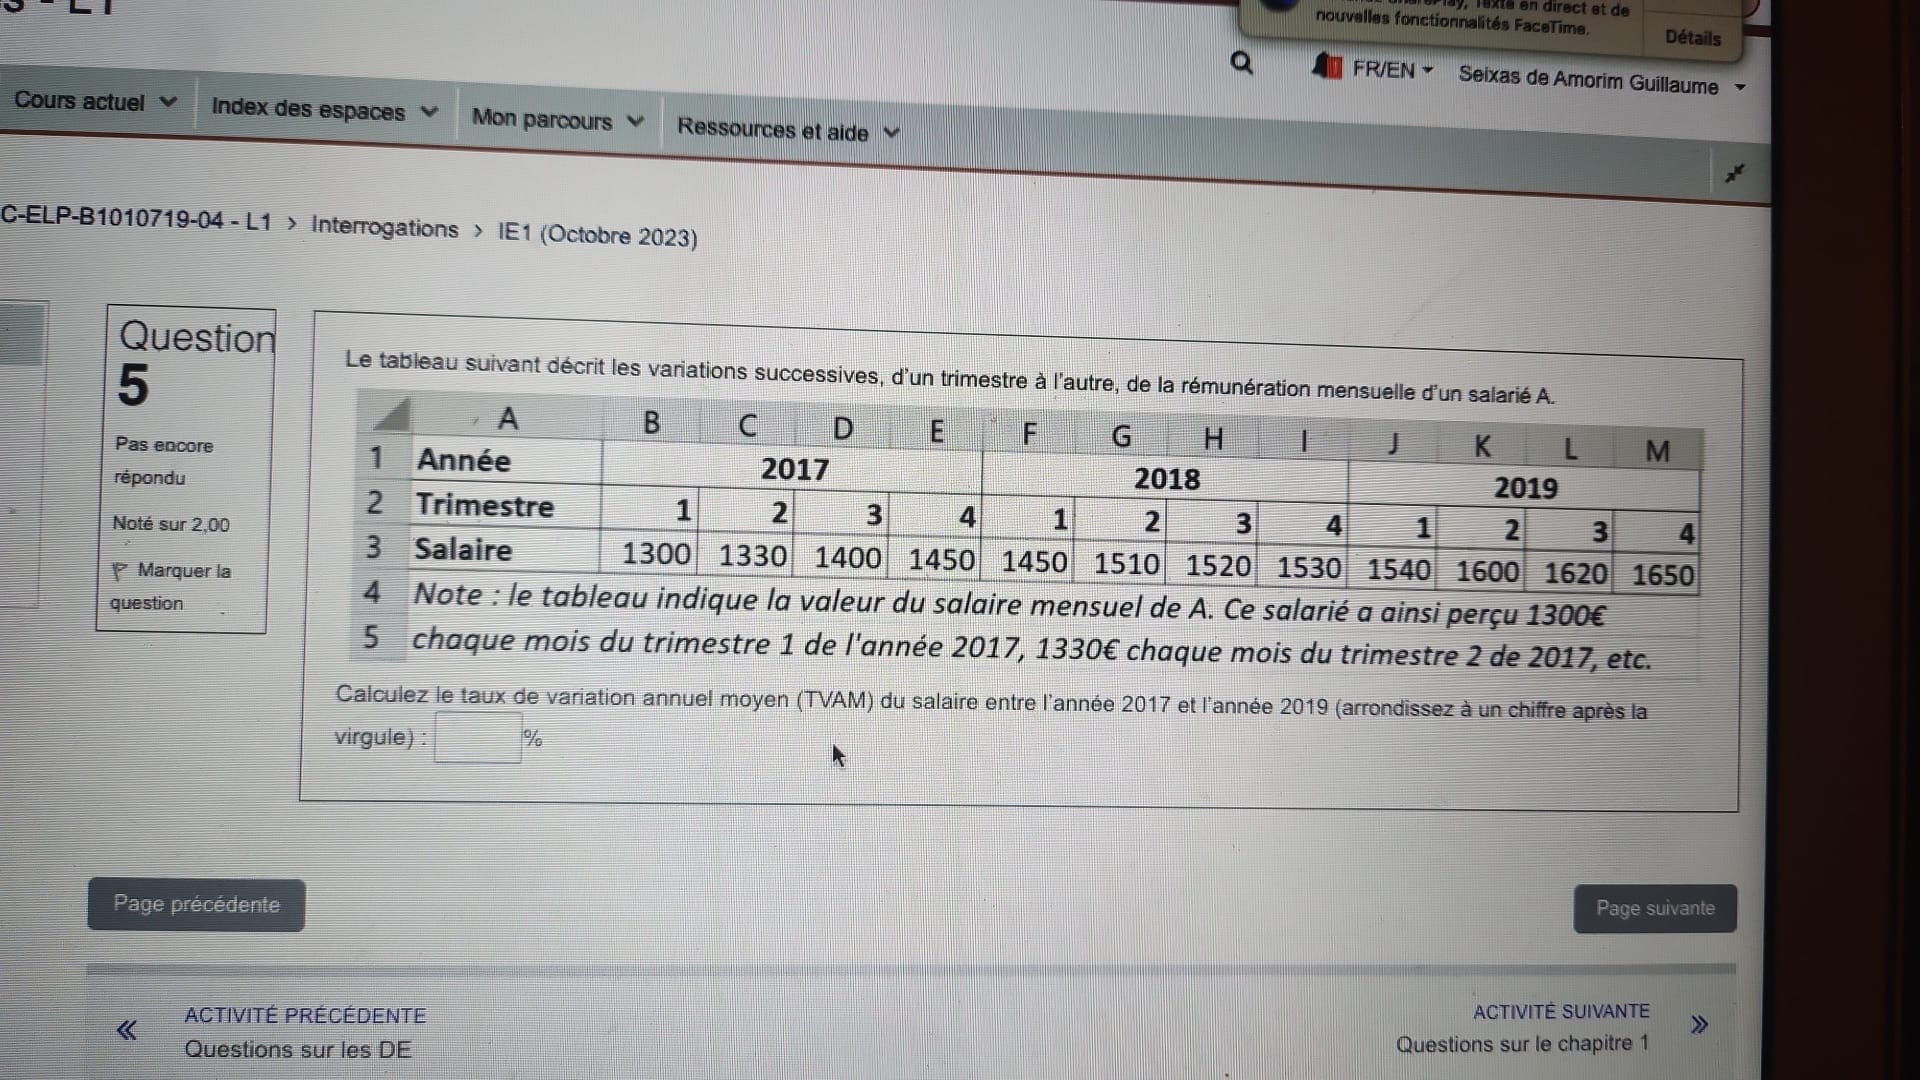 en direct et de
nouvelles fonctionnalités FaceTime.
Détails
FR/EN
Seixas de Amorim Guillaume
Cours actuel
Index des espaces
Mon parcours
Ressources et aide
C-ELP-B1010719-04 - L1 > Interrogations > IE1 (Octobre 2023)
Question
5
Pas encore
répondu
Noté sur 2,00
Marquer la
question
Le tableau suivant décrit les variations successives, d'un trimestre à l'autre, de la rémunération mensuelle d'un salarié A.
A B C D E F G H I J K L M
1 Année 2017 2018 2019
2 Trimestre 1 2 3 4 1 2 3 4 1 2 3 4
3 Salaire 1300 1330 1400 1450 1450 1510 1520 1530 1540 1600 1620 1650
4 Note : le tableau indique la valeur du salaire mensuel de A. Ce salarié a ainsi perçu 1300€
5 chaque mois du trimestre 1 de l'année 2017, 1330€ chaque mois du trimestre 2 de 2017, etc.
Calculez le taux de variation annuel moyen (TVAM) du salaire entre l'année 2017 et l'année 2019 (arrondissez à un chiffre après la
virgule) : %
Page précédente
Page suivante
« ACTIVITÉ PRÉCÉDENTE
Questions sur les DE
ACTIVITÉ SUIVANTE »
Questions sur le chapitre 1